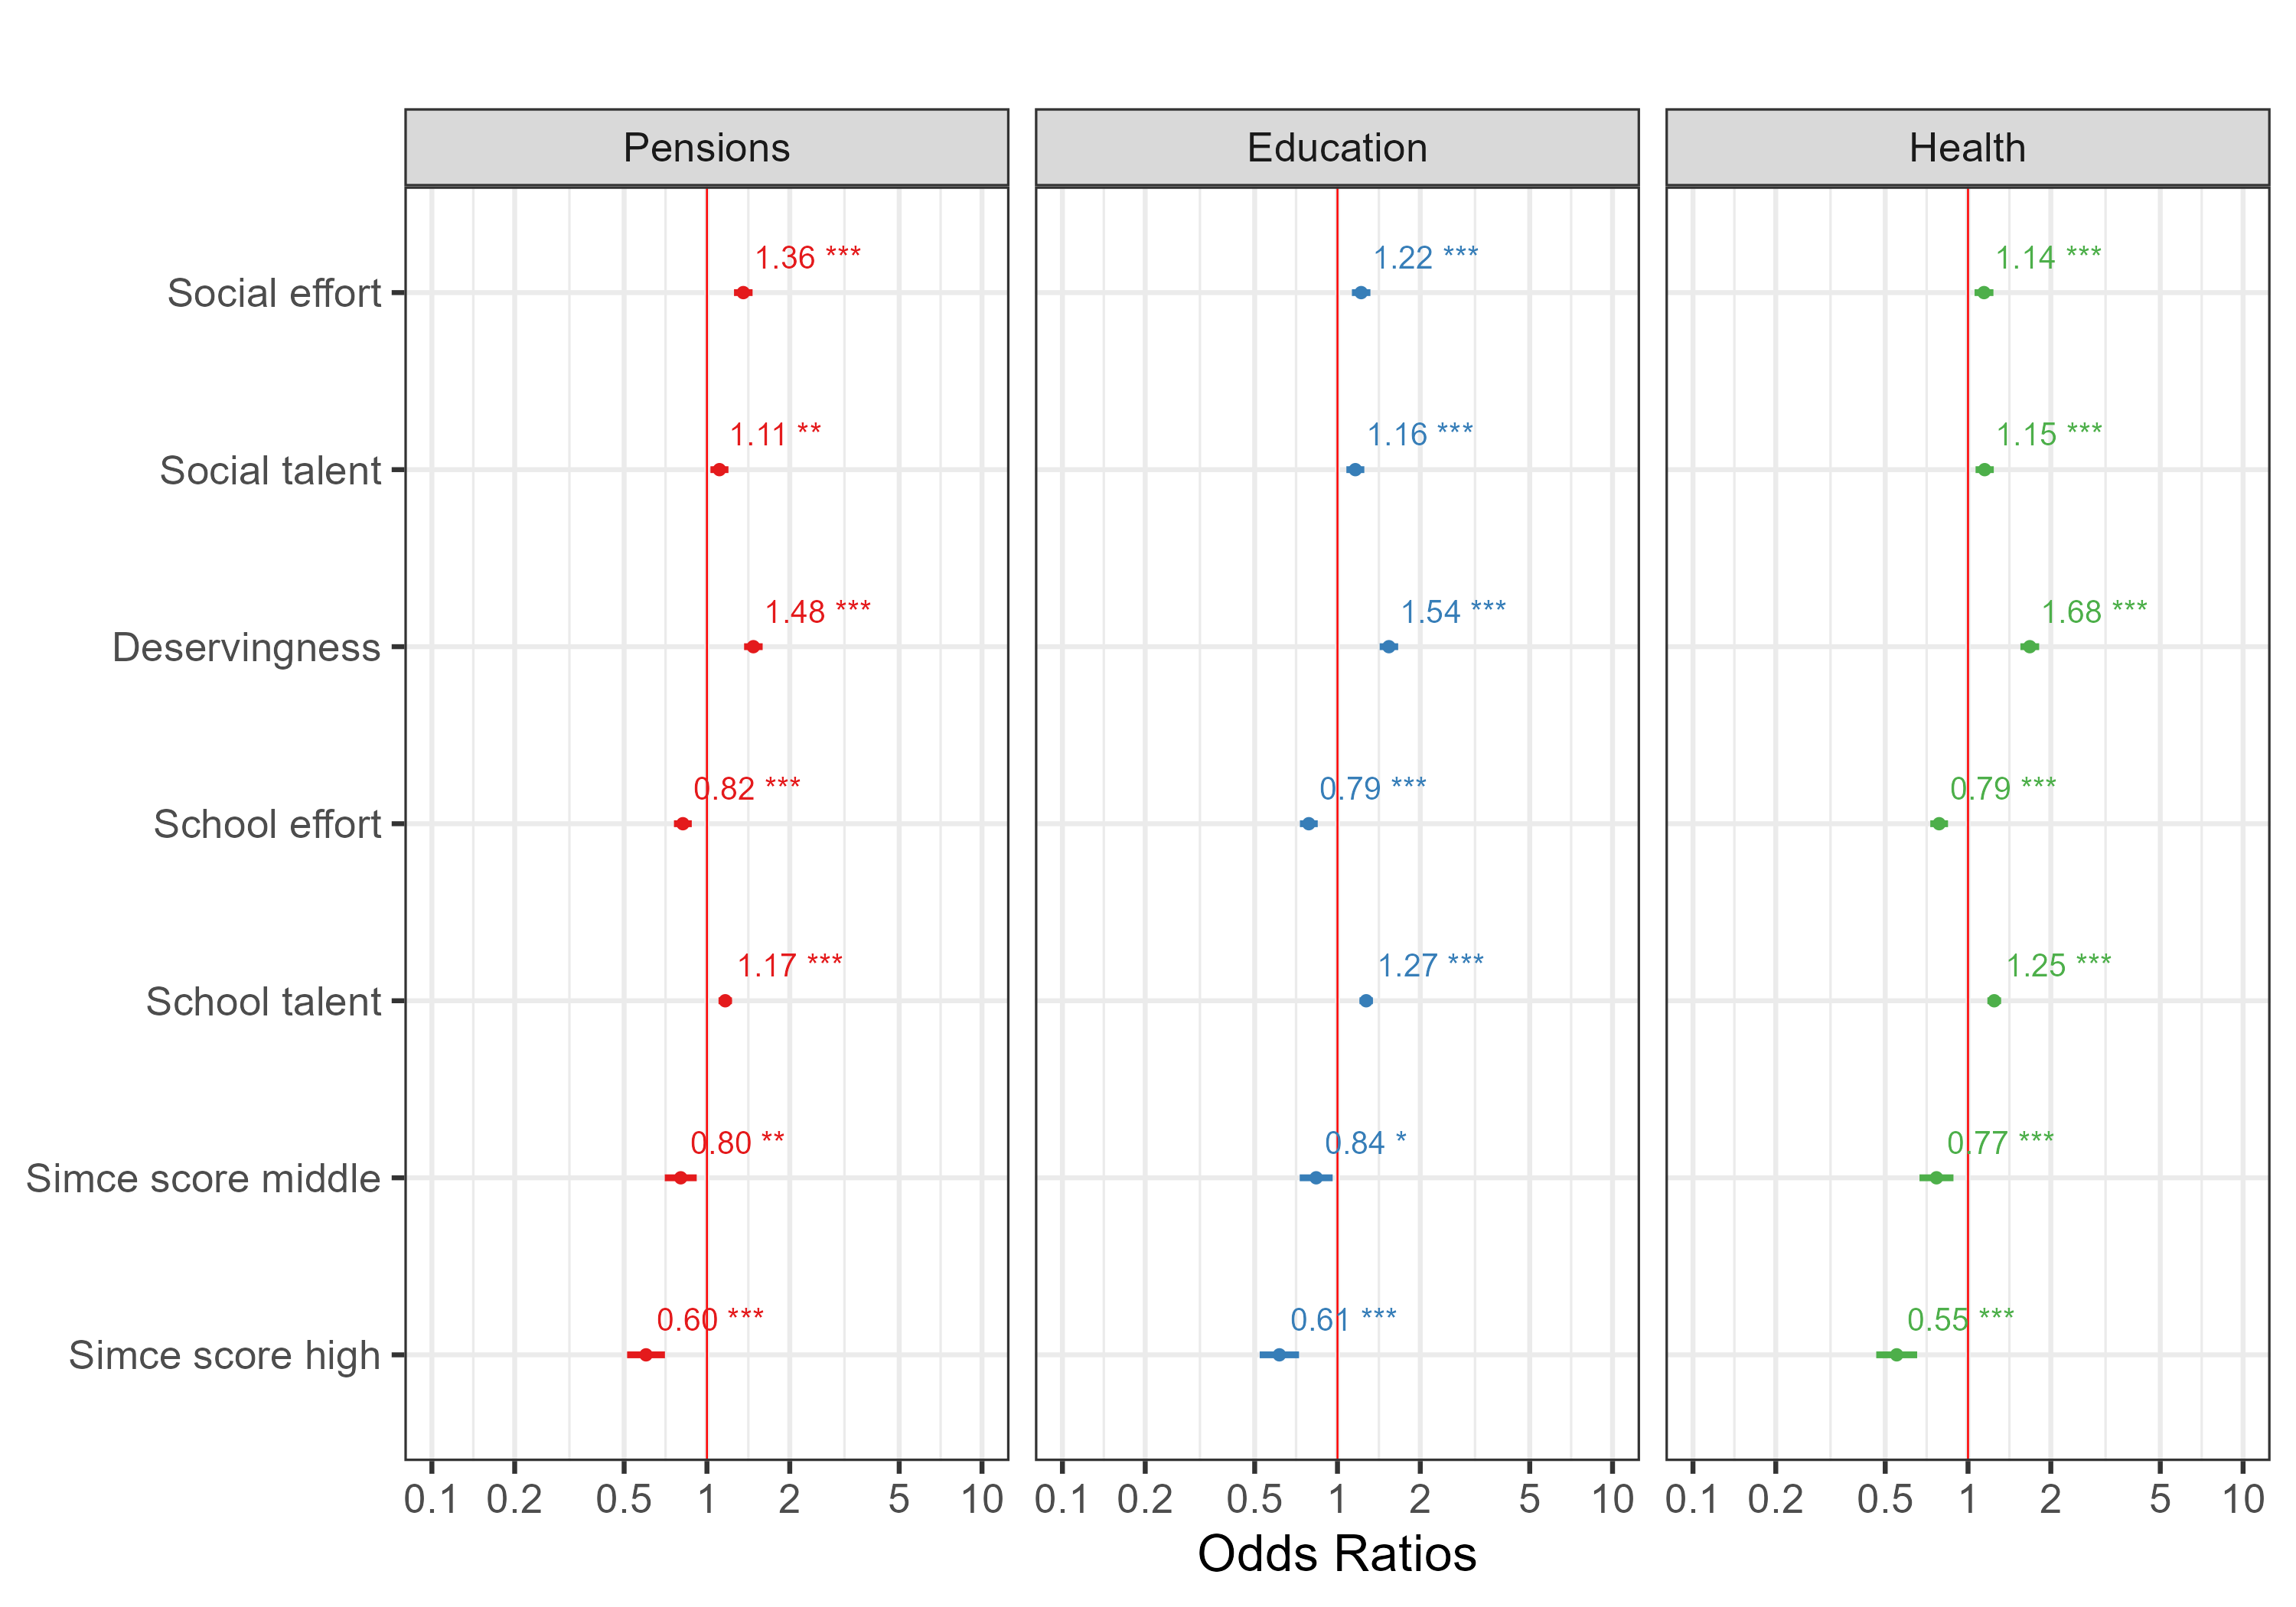 Pensions Education Health
Social effort 1.36 *** 1.22 *** 1.14 ***
Social talent 1.11 ** 1.16 *** 1.15 ***
Deservingness 1.48 *** 1.54 *** 1.68 ***
School effort 0.82 *** 0.79 *** 0.79 ***
School talent 1.17 *** 1.27 *** 1.25 ***
Simce score middle 0.80 ** 0.84 * 0.77 ***
Simce score high 0.60 *** 0.61 *** 0.55 ***
0.1 0.2 0.5 1 2 5 10 0.1 0.2 0.5 1 2 5 10 0.1 0.2 0.5 1 2 5 10
Odds Ratios